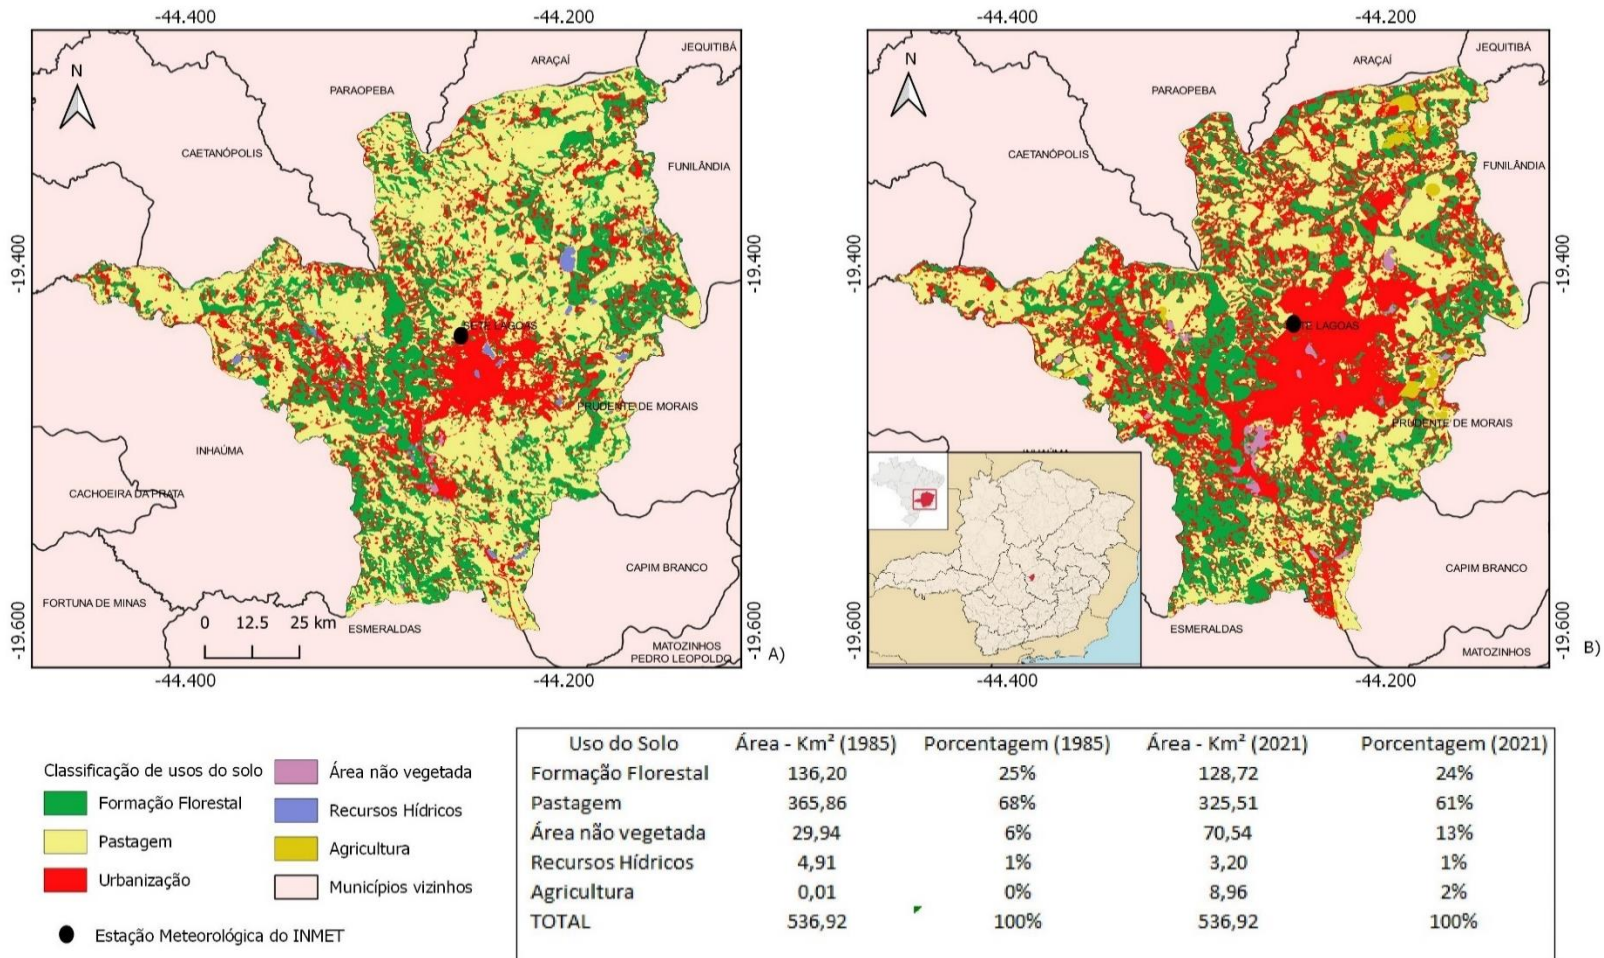 -44.400
-44.200
N
JEQUITIBÁ
ARAÇAÍ
PARAOPEBA
CAETANÓPOLIS
FUNILÂNDIA
-19.400
-19.400
SETE LAGOAS
PRUDENTE DE MORAIS
INHAÚMA
CACHOEIRA DA PRATA
CAPIM BRANCO
FORTUNA DE MINAS
0 12.5 25 km
ESMERALDAS
MATOZINHOS
PEDRO LEOPOLDO
-19.600
A)
-44.400
-44.200
-44.400
-44.200
N
JEQUITIBÁ
ARAÇAÍ
PARAOPEBA
CAETANÓPOLIS
FUNILÂNDIA
-19.400
-19.400
TE LAGOAS
PRUDENTE DE MORAIS
CAPIM BRANCO
ESMERALDAS
MATOZINHOS
-19.600
-19.600
B)
-44.400
-44.200
Classificação de usos do solo
Formação Florestal
Pastagem
Urbanização
Área não vegetada
Recursos Hídricos
Agricultura
Municípios vizinhos
Estação Meteorológica do INMET
Uso do Solo Área - Km² (1985) Porcentagem (1985) Área - Km² (2021) Porcentagem (2021)
Formação Florestal 136,20 25% 128,72 24%
Pastagem 365,86 68% 325,51 61%
Área não vegetada 29,94 6% 70,54 13%
Recursos Hídricos 4,91 1% 3,20 1%
Agricultura 0,01 0% 8,96 2%
TOTAL 536,92 100% 536,92 100%